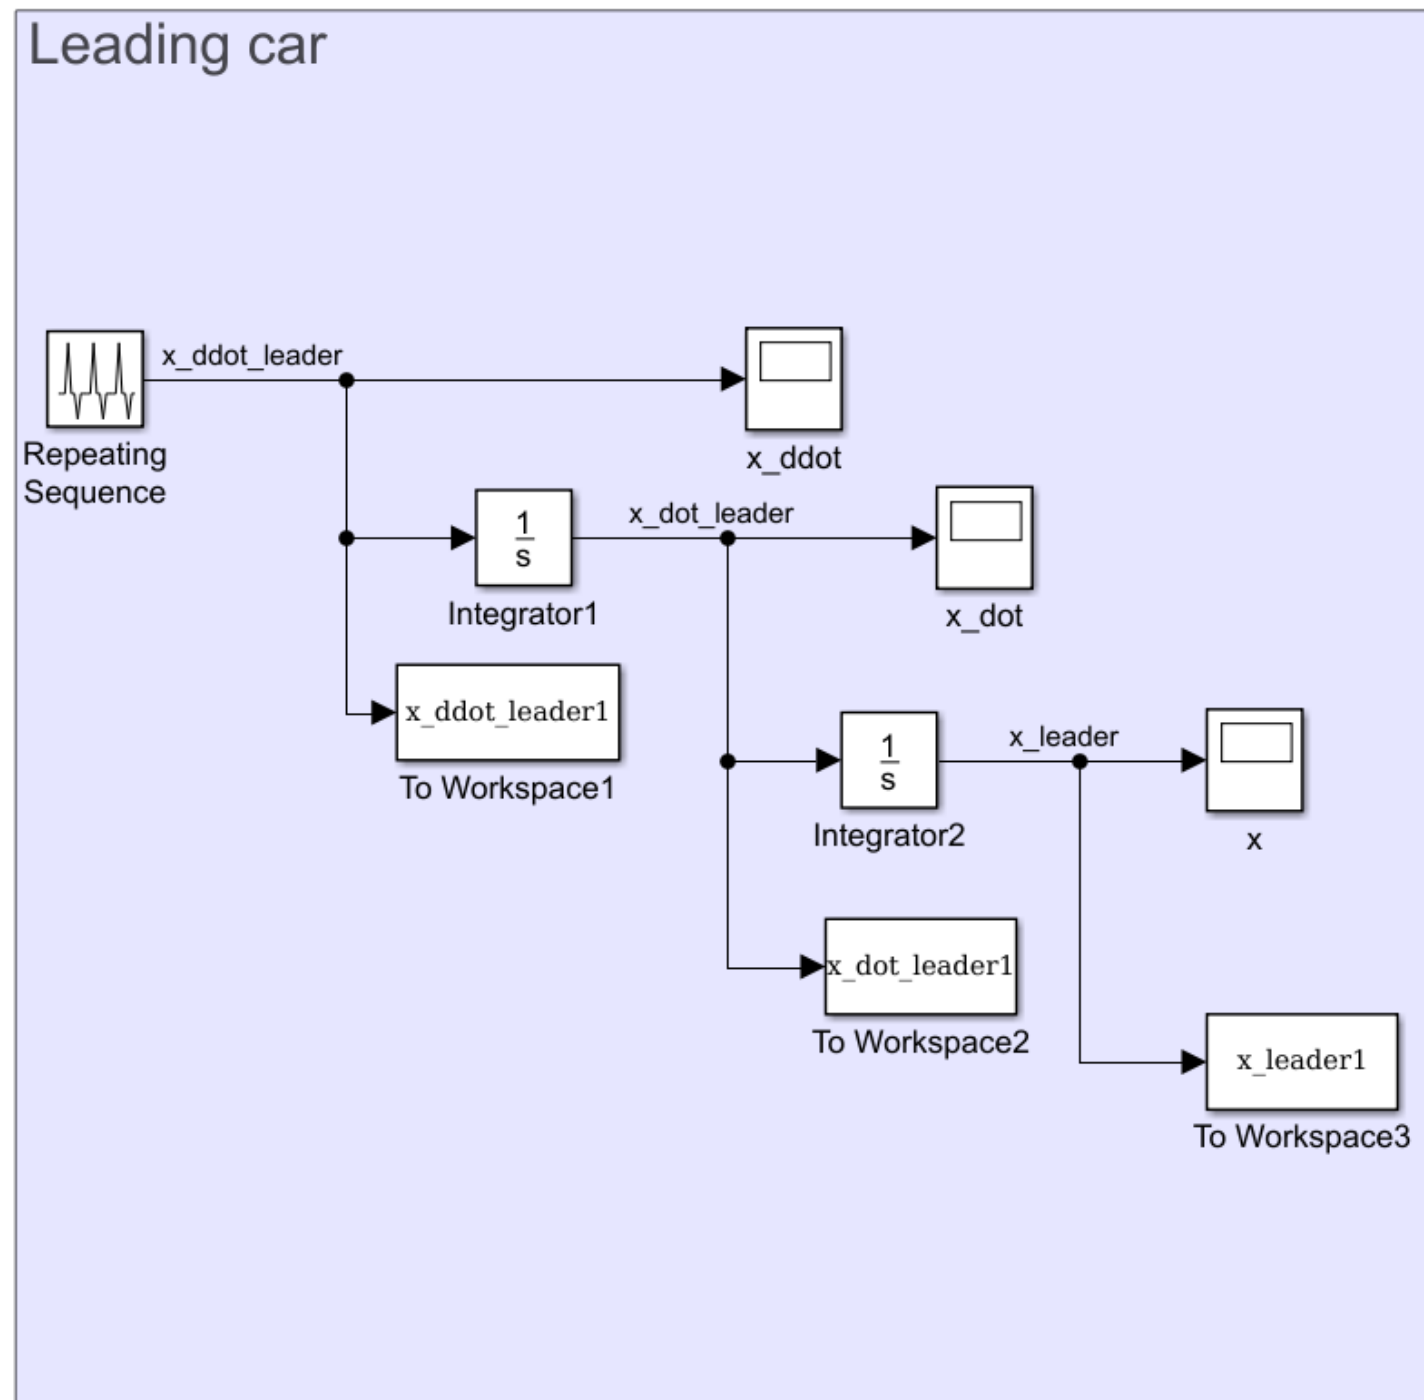 Leading car
x_ddot_leader
Repeating
Sequence
x_ddot
1
s
Integrator1
x_dot_leader
x_dot
x_ddot_leader1
To Workspace1
1
s
Integrator2
x_leader
x
x_dot_leader1
To Workspace2
x_leader1
To Workspace3